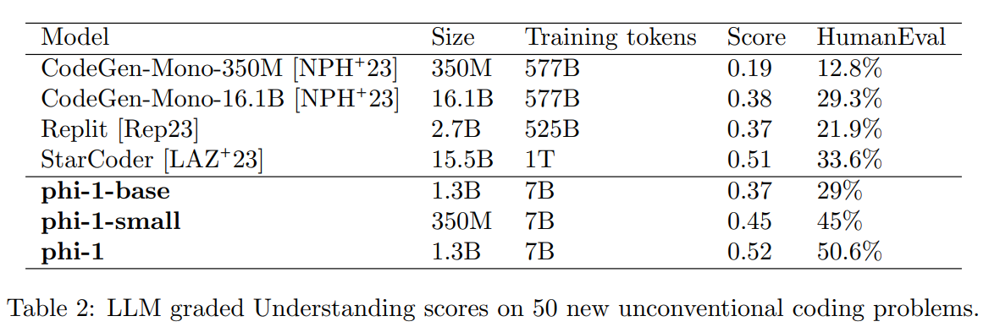 Model Size Training tokens Score HumanEval
CodeGen-Mono-350M [NPH+23] 350M 577B 0.19 12.8%
CodeGen-Mono-16.1B [NPH+23] 16.1B 577B 0.38 29.3%
Replit [Rep23] 2.7B 525B 0.37 21.9%
StarCoder [LAZ+23] 15.5B 1T 0.51 33.6%
phi-1-base 1.3B 7B 0.37 29%
phi-1-small 350M 7B 0.45 45%
phi-1 1.3B 7B 0.52 50.6%
Table 2: LLM graded Understanding scores on 50 new unconventional coding problems.